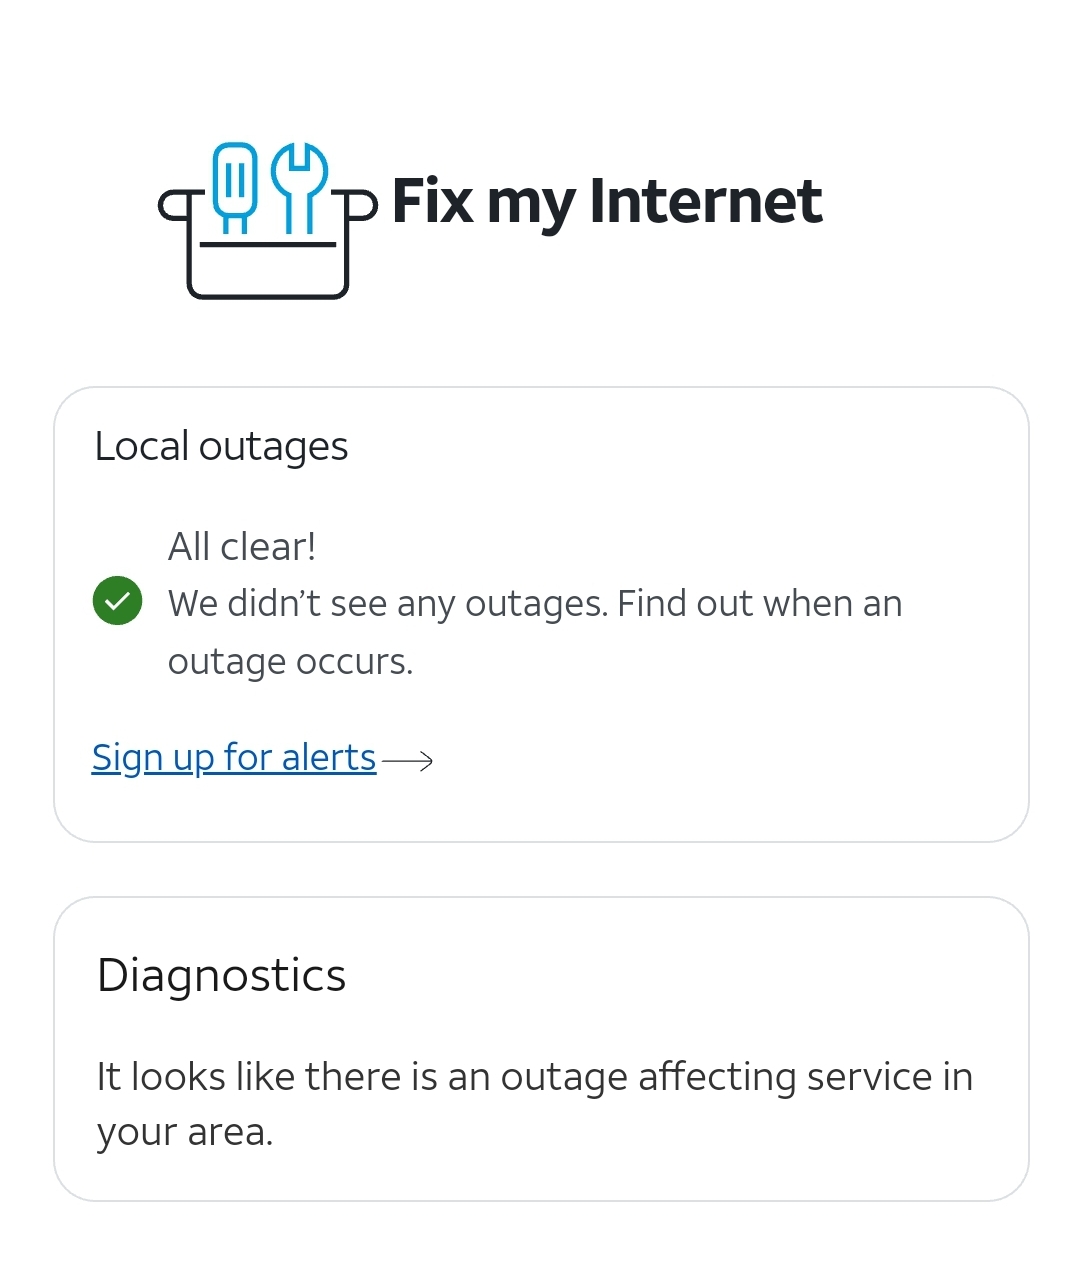 Fix my Internet
Local outages
All clear!
We didn’t see any outages. Find out when an
outage occurs.
Sign up for alerts
Diagnostics
It looks like there is an outage affecting service in
your area.